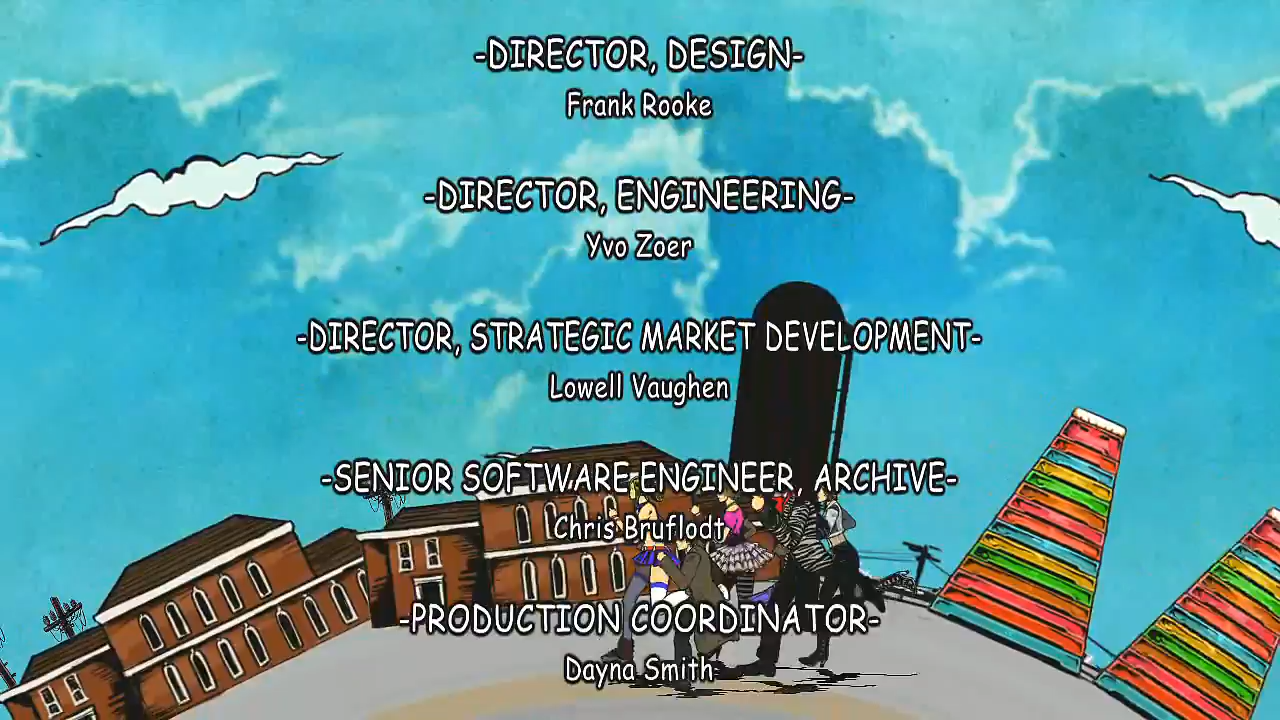 -DIRECTOR, DESIGN-
Frank Rooke
-DIRECTOR, ENGINEERING-
Yvo Zoer
-DIRECTOR, STRATEGIC MARKET DEVELOPMENT-
Lowell Vaughen
-SENIOR SOFTWARE ENGINEER, ARCHIVE-
Chris Bruflodt
-PRODUCTION COORDINATOR-
Dayna Smith